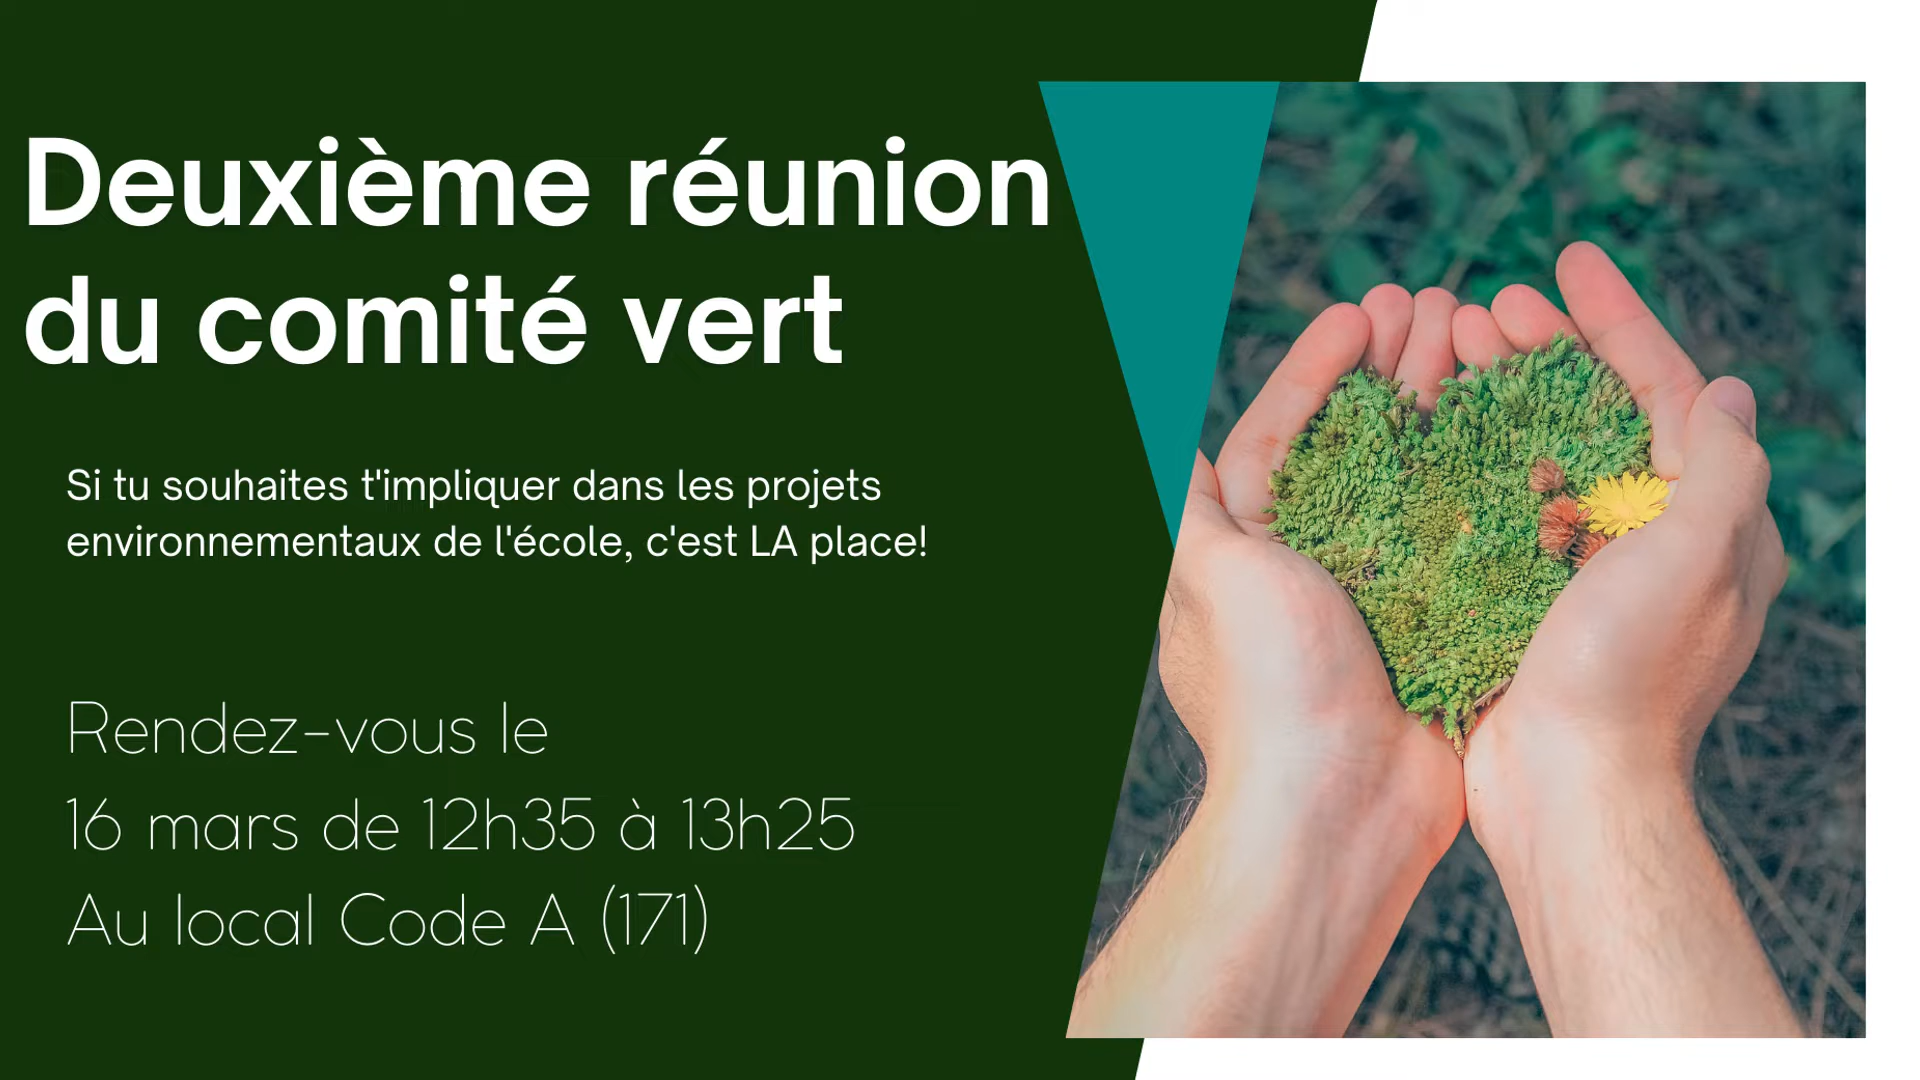 Deuxième réunion
du comité vert
Si tu souhaites t'impliquer dans les projets
environnementaux de l'école, c'est LA place!
Rendez-vous le
16 mars de 12h35 à 13h25
Au local Code A (171)